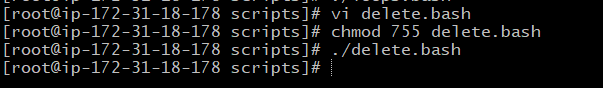 [root@ip-172-31-18-178 scripts]# vi delete.bash
[root@ip-172-31-18-178 scripts]# chmod 755 delete.bash
[root@ip-172-31-18-178 scripts]# ./delete.bash
[root@ip-172-31-18-178 scripts]#